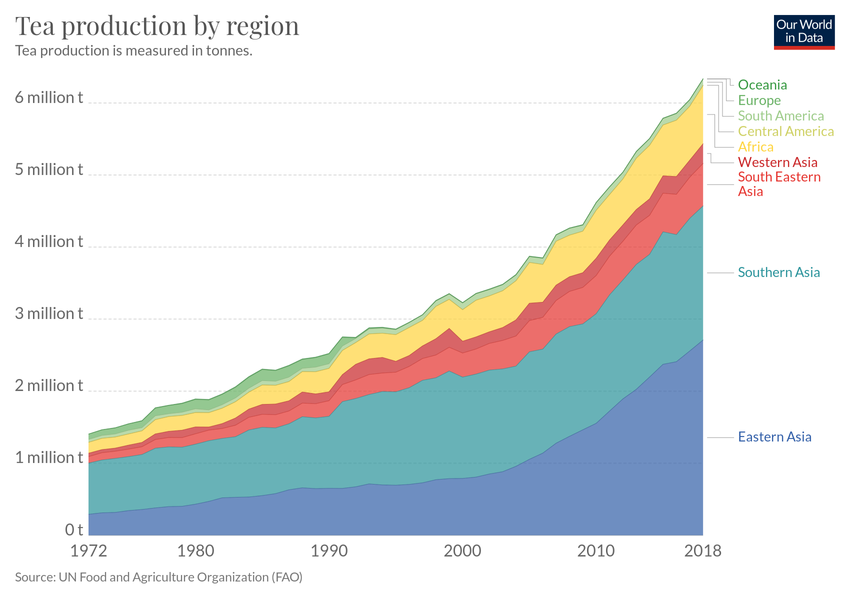 Tea production by region
Tea production is measured in tonnes.
Our World
in Data
6 million t
5 million t
4 million t
3 million t
2 million t
1 million t
0 t
1972
1980
1990
2000
2010
2018
Oceania
Europe
South America
Central America
Africa
Western Asia
South Eastern
Asia
Southern Asia
Eastern Asia
Source: UN Food and Agriculture Organization (FAO)